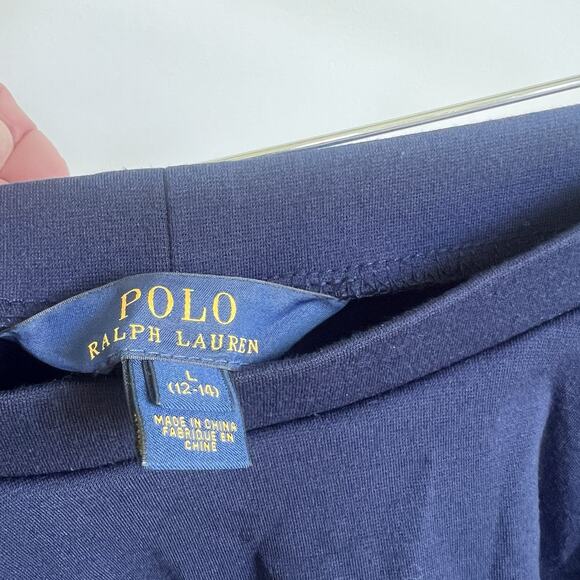 POLO
RALPH LAUREN
L
(12-14)
MADE IN CHINA
FABRIQUE EN
CHINE